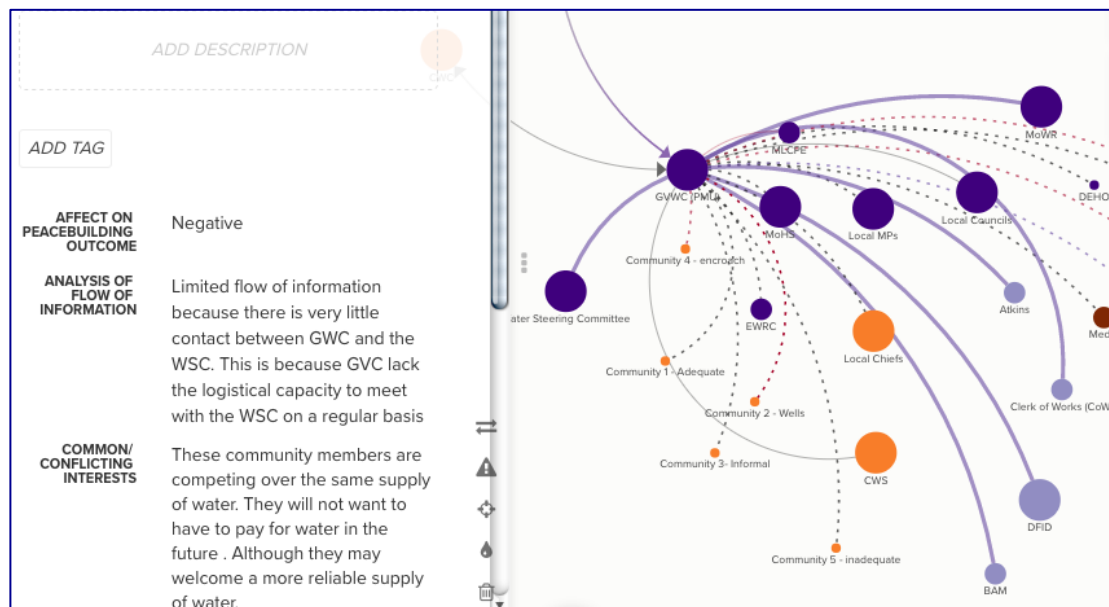 ADD DESCRIPTION
ADD TAG
AFFECT ON
PEACEBUILDING
OUTCOME
Negative
ANALYSIS OF
FLOW OF
INFORMATION
Limited flow of information
because there is very little
contact between GWC and the
WSC. This is because GVC lack
the logistical capacity to meet
with the WSC on a regular basis
COMMON/
CONFLICTING
INTERESTS
These community members are
competing over the same supply
of water. They will not want to
have to pay for water in the
future . Although they may
welcome a more reliable supply
of water.
MoWR
MLCPE
GVWC (PMU)
DEHO
MoHS
Local MPs
Local Councils
Community 4 - encroach
ater Steering Committee
EWRC
Atkins
Med
Local Chiefs
Community 1 - Adequate
Community 2 - Wells
Clerk of Works (CoW
Community 3- Informal
CWS
DFID
Community 5 - inadequate
BAM